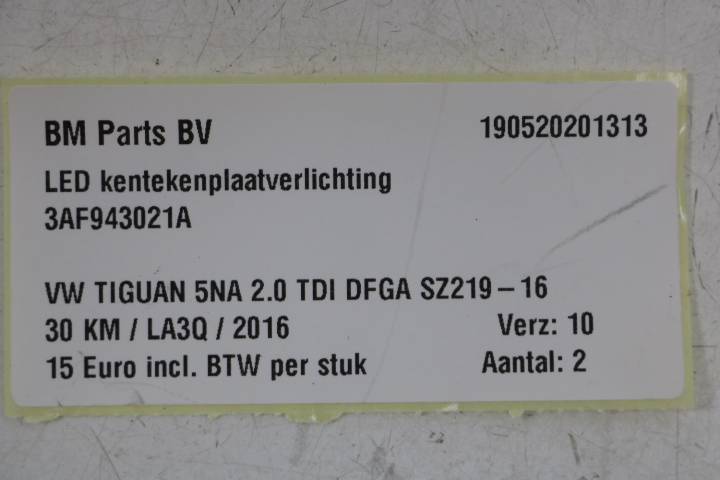 BM Parts BV 190520201313
LED kentekenplaatverlichting
3AF943021A
VW TIGUAN 5NA 2.0 TDI DFGA SZ219 – 16
30 KM / LA3Q / 2016 Verz: 10
15 Euro incl. BTW per stuk Aantal: 2